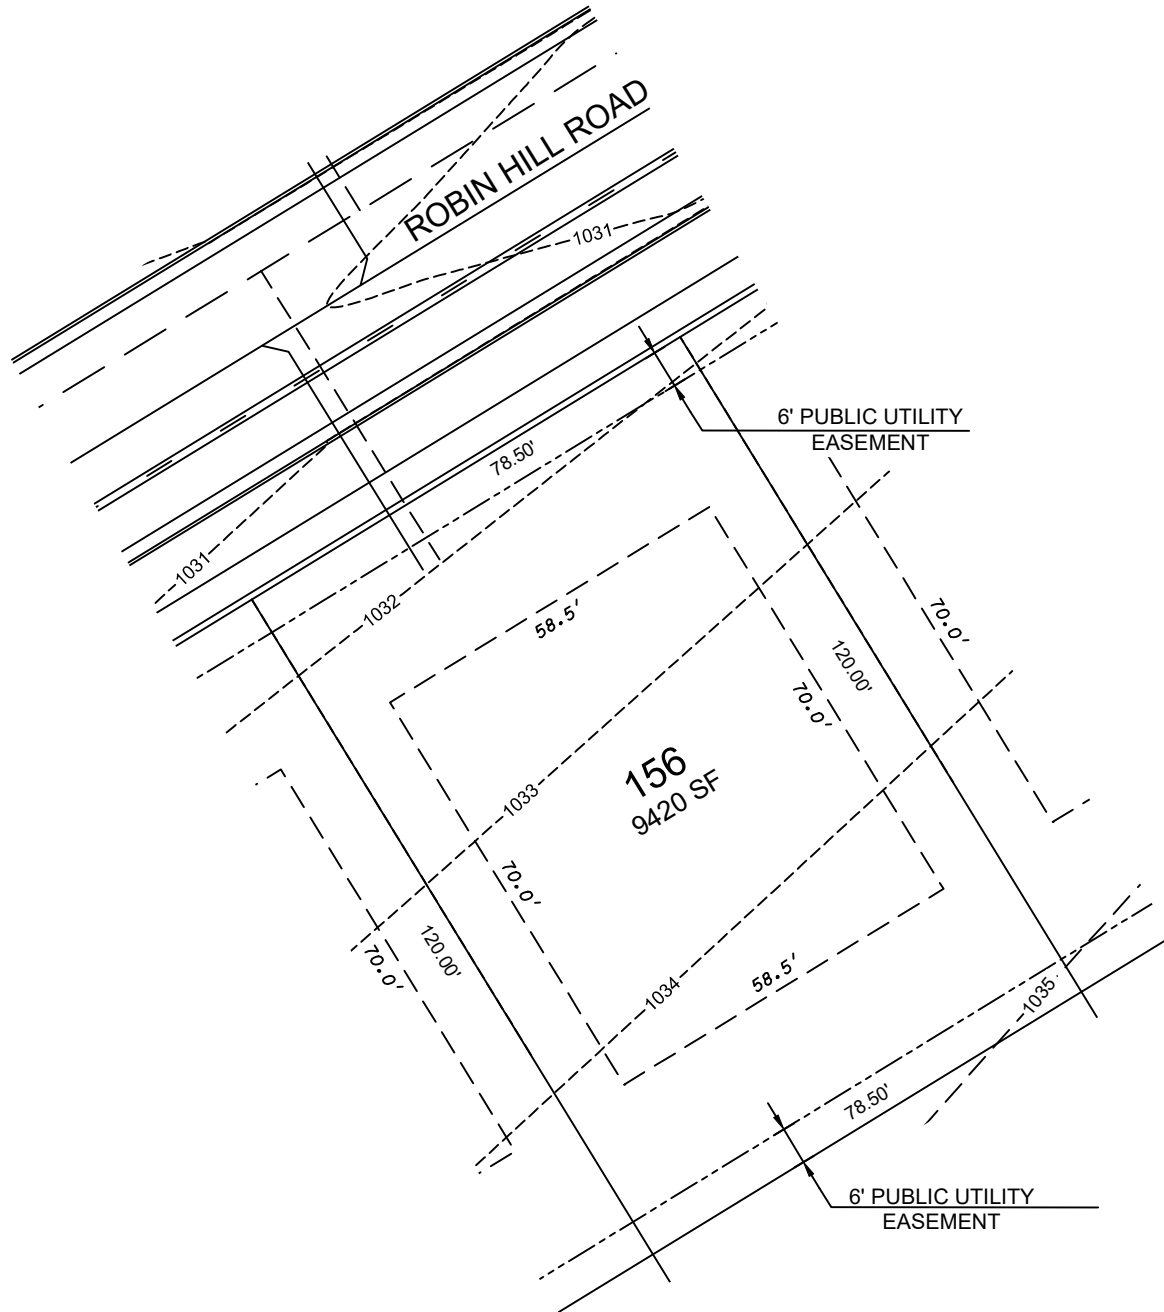 ROBIN HILL ROAD
1031
6' PUBLIC UTILITY
EASEMENT
78.50'
1031
1032
58.5'
70.0'
120.00'
70.0'
156
9420 SF
1033
70.0'
120.00'
70.0'
1034
58.5'
1035
78.50'
6' PUBLIC UTILITY
EASEMENT